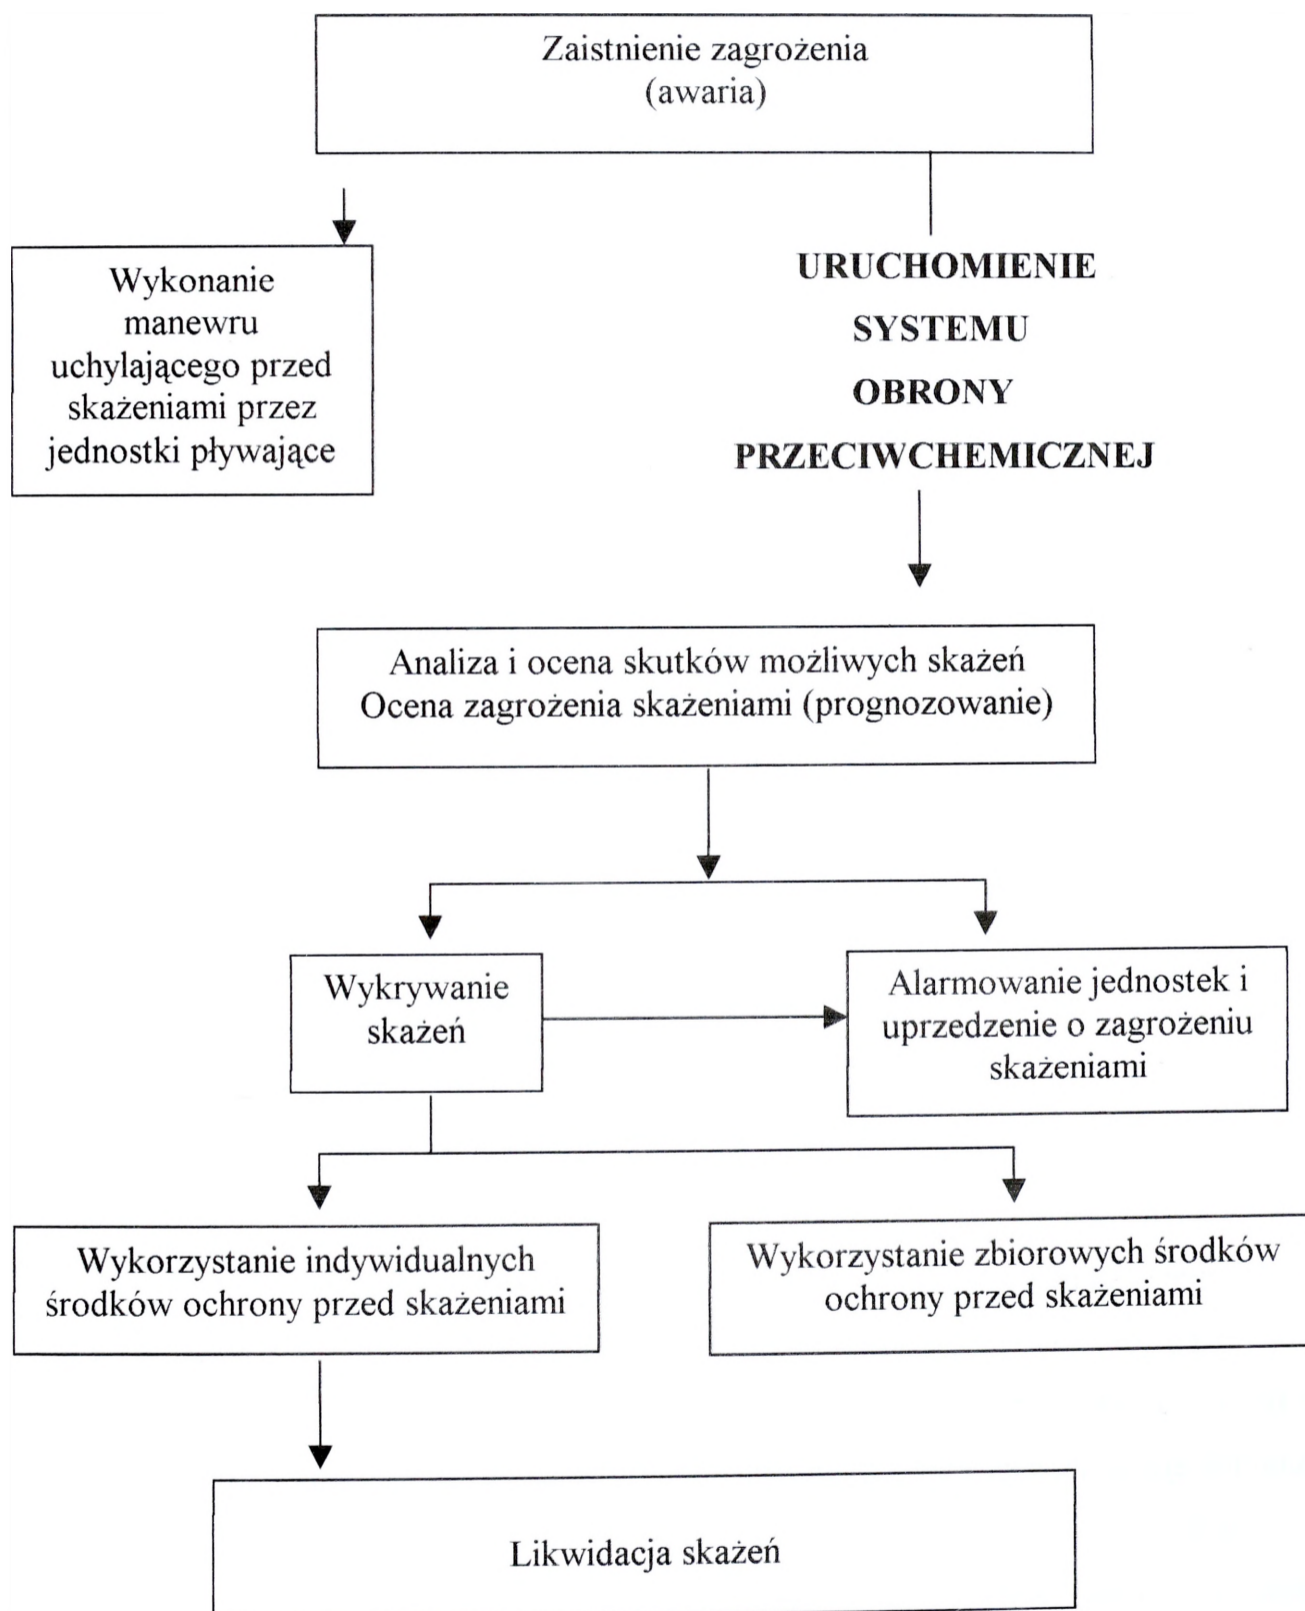 Zaistnienie zagrożenia
(awaria)
Wykonanie
manewru
uchylającego przed
skażeniami przez
jednostki pływające
URUCHOMIENIE
SYSTEMU
OBRONY
PRZECIWCHEMICZNEJ
Analiza i ocena skutków możliwych skażeń
Ocena zagrożenia skażeniami (prognozowanie)
Wykrywanie
skażeń
Alarmowanie jednostek i
uprzedzenie o zagrożeniu
skażeniami
Wykorzystanie indywidualnych
środków ochrony przed skażeniami
Wykorzystanie zbiorowych środków
ochrony przed skażeniami
Likwidacja skażeń